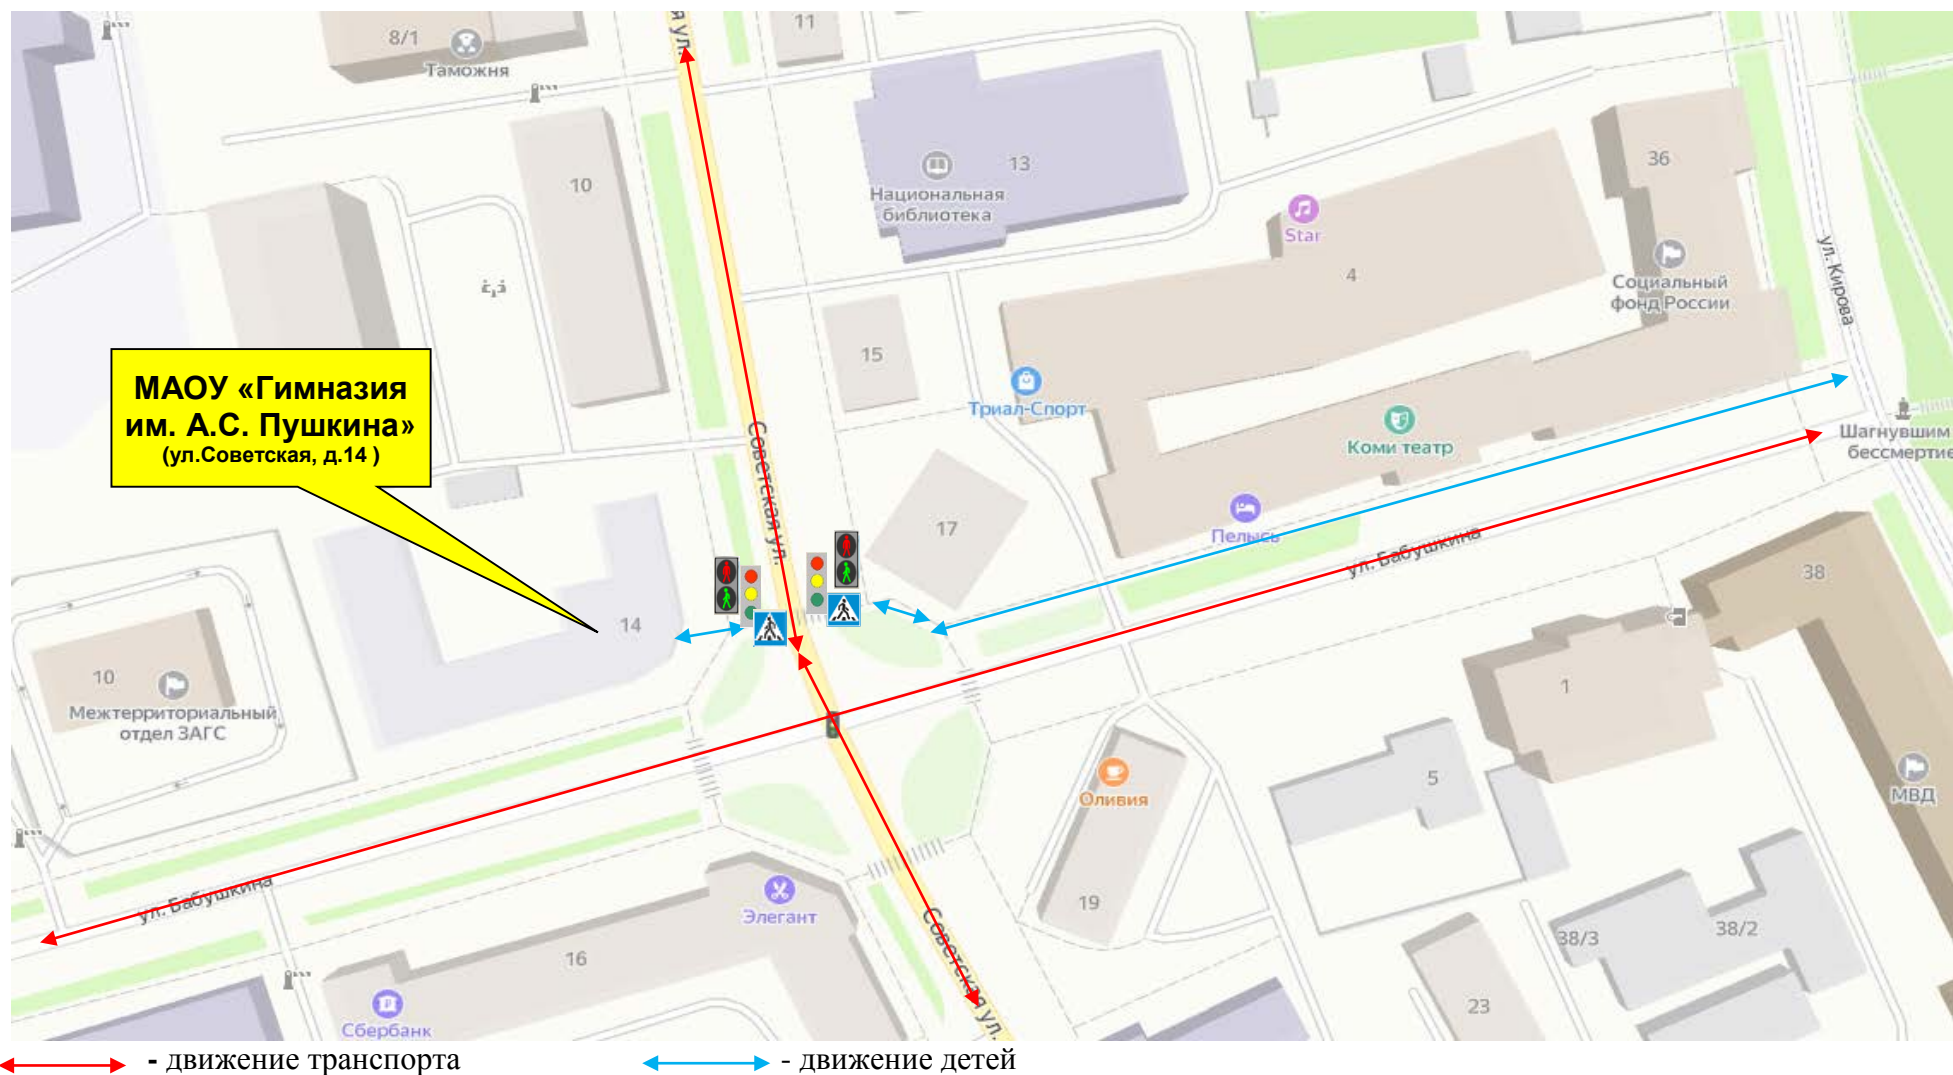 я ул.
11
8/1
Таможня
10
13
Национальная
библиотека
36
Star
4
Социальный
фонд России
ул. Кирова
15
МАОУ «Гимназия
им. А.С. Пушкина»
(ул.Советская, д.14 )
Триал-Спорт
Коми театр
Шагнувшим
бессмертие
Советская ул.
17
Пелысь
ул. Бабушкина
38
14
10
Межтерриториальный
отдел ЗАГС
1
Оливия
5
МВД
ул. Бабушкина
Элегант
19
38/3
38/2
Советская ул.
16
23
Сбербанк
- движение транспорта
- движение детей